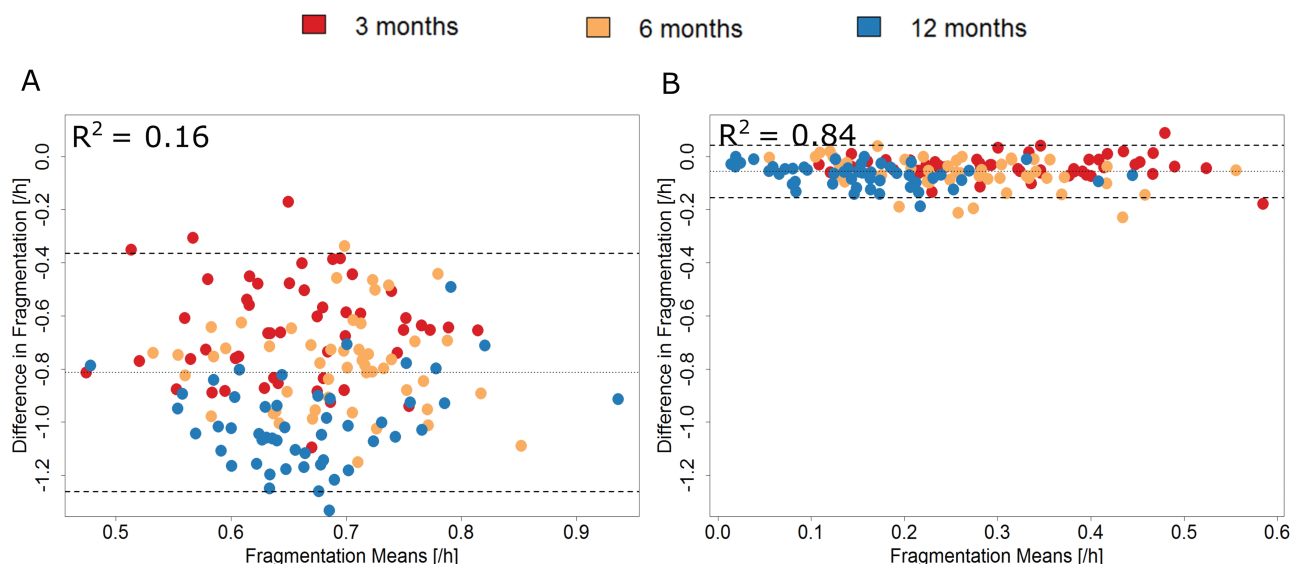 3 months 6 months 12 months
A B
R² = 0.16
0.0
-0.2
-0.4
-0.6
-0.8
-1.0
-1.2
Difference in Fragmentation [/h]
0.5 0.6 0.7 0.8 0.9
Fragmentation Means [/h]
R² = 0.84
0.0
-0.2
-0.4
-0.6
-0.8
-1.0
-1.2
Difference in Fragmentation [/h]
0.0 0.1 0.2 0.3 0.4 0.5 0.6
Fragmentation Means [/h]